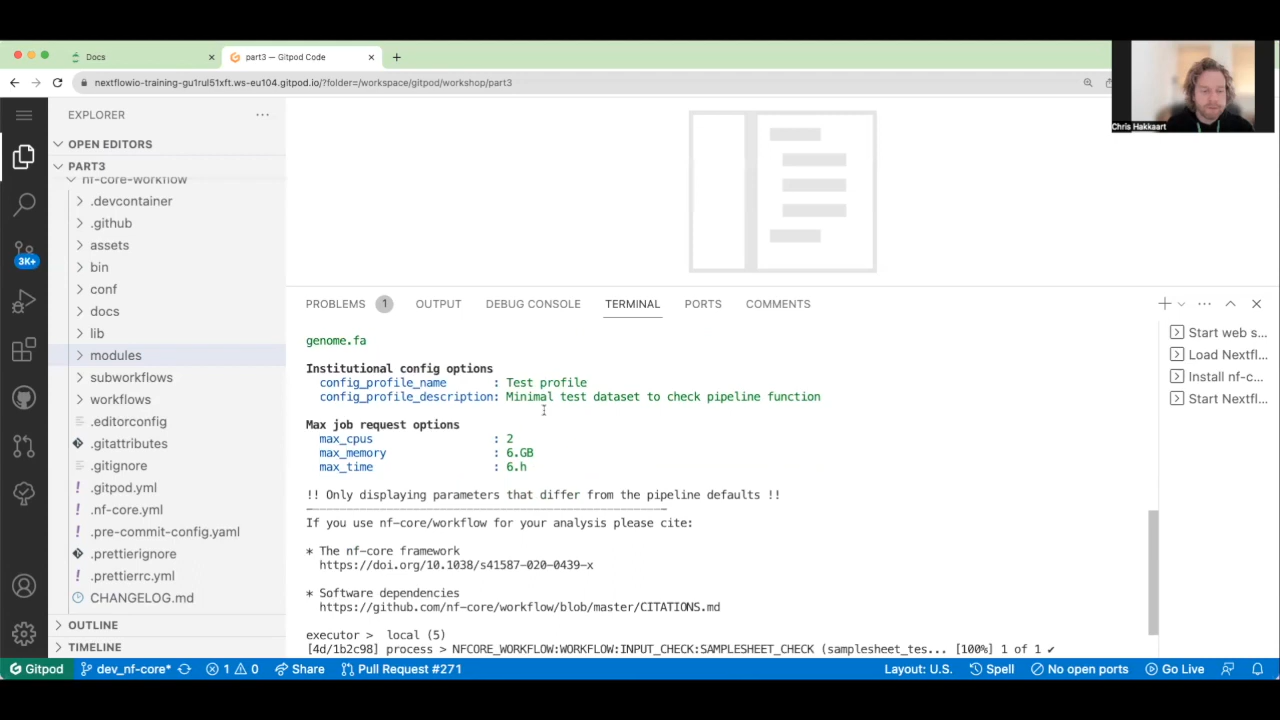 Docs
part3 — Gitpod Code
nextflowio-training-gu1rul51xft.ws-eu104.gitpod.io/?folder=/workspace/gitpod/workshop/part3
Chris Hakkaart
EXPLORER
OPEN EDITORS
PART3
nf-core-workflow
.devcontainer
.github
assets
bin
conf
docs
lib
modules
subworkflows
workflows
.editorconfig
.gitattributes
.gitignore
.gitpod.yml
.nf-core.yml
.pre-commit-config.yaml
.prettierignore
.prettierrc.yml
CHANGELOG.md
OUTLINE
TIMELINE
3K+
PROBLEMS 1 OUTPUT DEBUG CONSOLE TERMINAL PORTS COMMENTS
genome.fa
Institutional config options
config_profile_name : Test profile
config_profile_description: Minimal test dataset to check pipeline function
Max job request options
max_cpus : 2
max_memory : 6.GB
max_time : 6.h
!! Only displaying parameters that differ from the pipeline defaults !!
------------------------------------------------------
If you use nf-core/workflow for your analysis please cite:
* The nf-core framework
https://doi.org/10.1038/s41587-020-0439-x
* Software dependencies
https://github.com/nf-core/workflow/blob/master/CITATIONS.md
executor > local (5)
[4d/1b2c98] process > NFCORE_WORKFLOW:WORKFLOW:INPUT_CHECK:SAMPLESHEET_CHECK (samplesheet_tes... [100%] 1 of 1 ✔
Start web s...
Load Nextfl...
Install nf-c...
Start Nextfl...
Gitpod dev_nf-core* 1 0 Share Pull Request #271 Layout: U.S. Spell No open ports Go Live